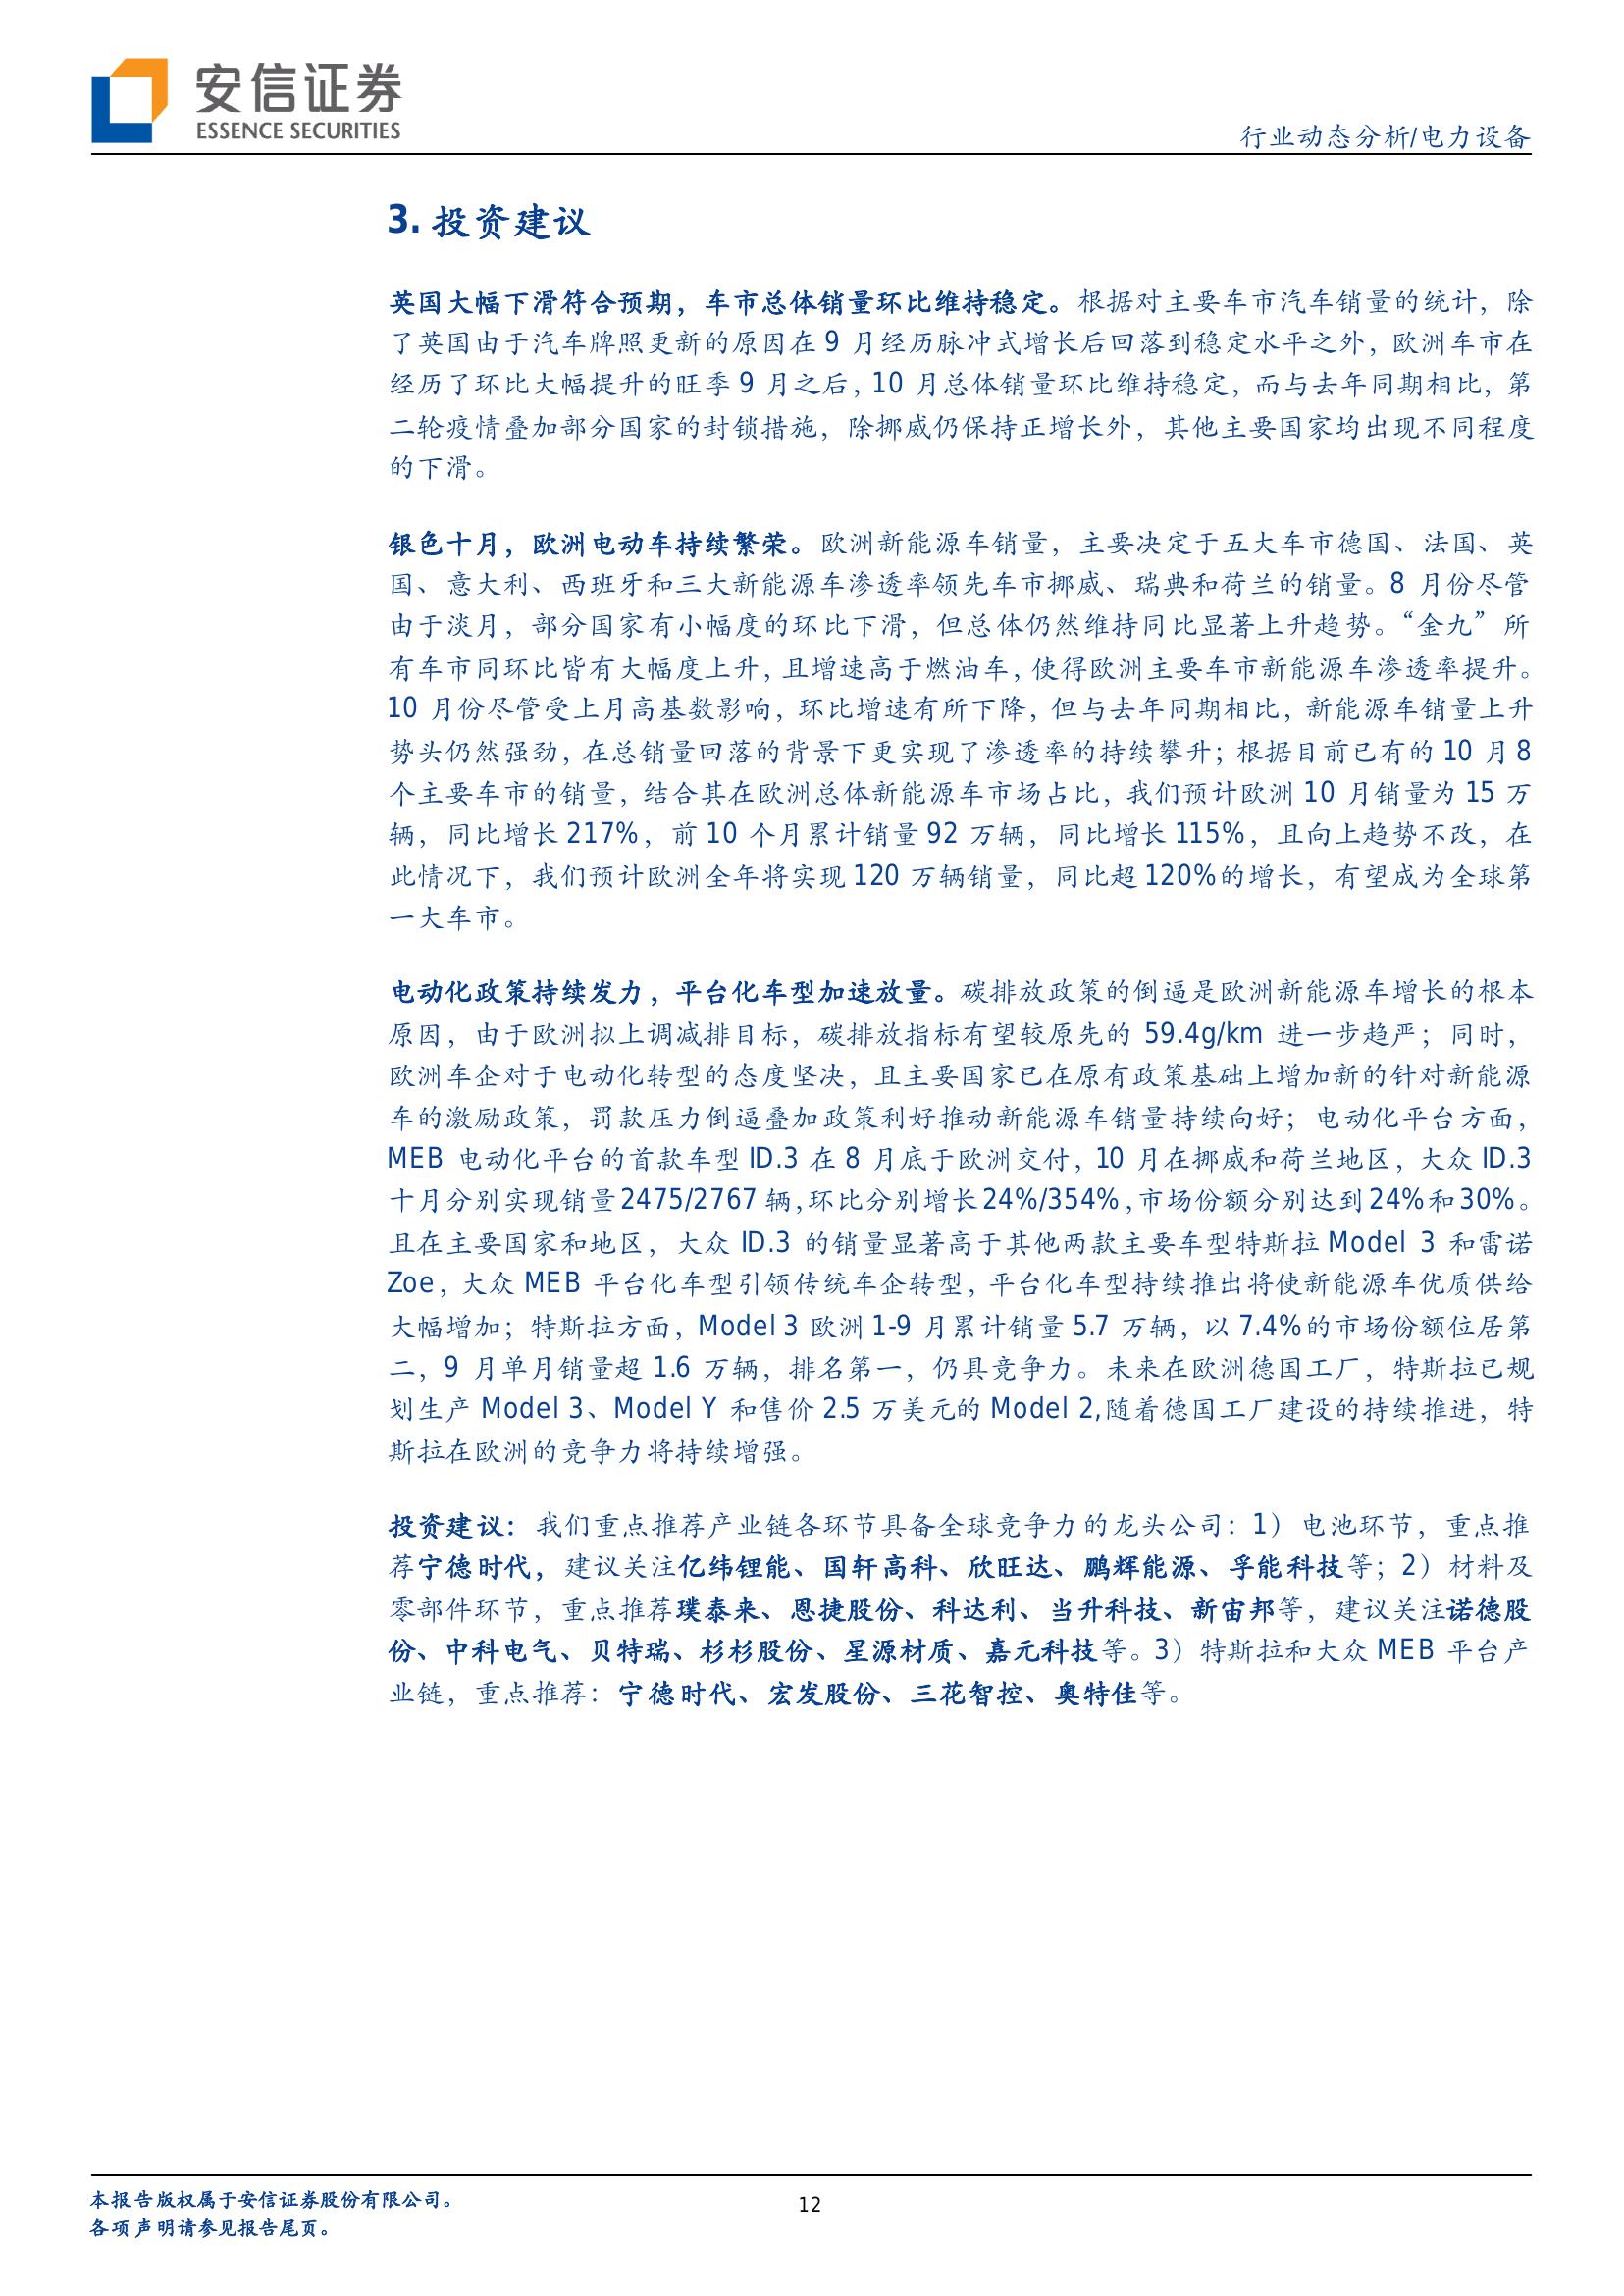 安信证券
ESSENCE SECURITIES
行业动态分析/电力设备
3. 投资建议
英国大幅下滑符合预期，车市总体销量环比维持稳定。根据对主要车市汽车销量的统计，除
了英国由于汽车牌照更新的原因在 9 月经历脉冲式增长后回落到稳定水平之外，欧洲车市在
经历了环比大幅提升的旺季 9 月之后，10 月总体销量环比维持稳定，而与去年同期相比，第
二轮疫情叠加部分国家的封锁措施，除挪威仍保持正增长外，其他主要国家均出现不同程度
的下滑。
银色十月，欧洲电动车持续繁荣。欧洲新能源车销量，主要决定于五大车市德国、法国、英
国、意大利、西班牙和三大新能源车渗透率领先车市挪威、瑞典和荷兰的销量。8 月份尽管
由于淡月，部分国家有小幅度的环比下滑，但总体仍然维持同比显著上升趋势。“金九”所
有车市同环比皆有大幅度上升，且增速高于燃油车，使得欧洲主要车市新能源车渗透率提升。
10 月份尽管受上月高基数影响，环比增速有所下降，但与去年同期相比，新能源车销量上升
势头仍然强劲，在总销量回落的背景下更实现了渗透率的持续攀升；根据目前已有的 10 月 8
个主要车市的销量，结合其在欧洲总体新能源车市场占比，我们预计欧洲 10 月销量为 15 万
辆，同比增长 217%，前 10 个月累计销量 92 万辆，同比增长 115%，且向上趋势不改，在
此情况下，我们预计欧洲全年将实现 120 万辆销量，同比超 120%的增长，有望成为全球第
一大车市。
电动化政策持续发力，平台化车型加速放量。碳排放政策的倒逼是欧洲新能源车增长的根本
原因，由于欧洲拟上调减排目标，碳排放指标有望较原先的 59.4g/km 进一步趋严；同时，
欧洲车企对于电动化转型的态度坚决，且主要国家已在原有政策基础上增加新的针对新能源
车的激励政策，罚款压力倒逼叠加政策利好推动新能源车销量持续向好；电动化平台方面，
MEB 电动化平台的首款车型 ID.3 在 8 月底于欧洲交付，10 月在挪威和荷兰地区，大众 ID.3
十月分别实现销量 2475/2767 辆，环比分别增长 24%/354%，市场份额分别达到 24%和 30%。
且在主要国家和地区，大众 ID.3 的销量显著高于其他两款主要车型特斯拉 Model 3 和雷诺
Zoe，大众 MEB 平台化车型引领传统车企转型，平台化车型持续推出将使新能源车优质供给
大幅增加；特斯拉方面，Model 3 欧洲 1-9 月累计销量 5.7 万辆，以 7.4%的市场份额位居第
二，9 月单月销量超 1.6 万辆，排名第一，仍具竞争力。未来在欧洲德国工厂，特斯拉已规
划生产 Model 3、Model Y 和售价 2.5 万美元的 Model 2,随着德国工厂建设的持续推进，特
斯拉在欧洲的竞争力将持续增强。
投资建议：我们重点推荐产业链各环节具备全球竞争力的龙头公司：1）电池环节，重点推
荐宁德时代，建议关注亿纬锂能、国轩高科、欣旺达、鹏辉能源、孚能科技等；2）材料及
零部件环节，重点推荐璞泰来、恩捷股份、科达利、当升科技、新宙邦等，建议关注诺德股
份、中科电气、贝特瑞、杉杉股份、星源材质、嘉元科技等。3）特斯拉和大众 MEB 平台产
业链，重点推荐：宁德时代、宏发股份、三花智控、奥特佳等。
本报告版权属于安信证券股份有限公司。
各项声明请参见报告尾页。
12